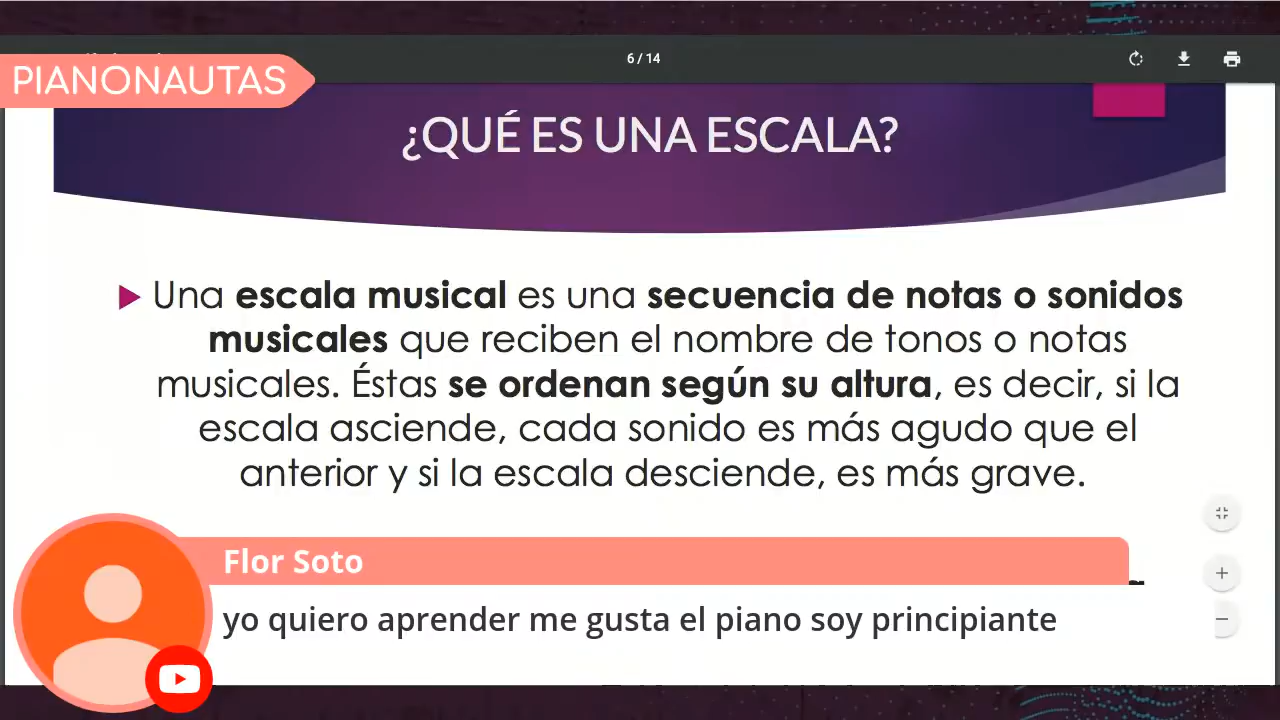 6 / 14
PIANONAUTAS
¿QUÉ ES UNA ESCALA?
Una escala musical es una secuencia de notas o sonidos
musicales que reciben el nombre de tonos o notas
musicales. Éstas se ordenan según su altura, es decir, si la
escala asciende, cada sonido es más agudo que el
anterior y si la escala desciende, es más grave.
Flor Soto
yo quiero aprender me gusta el piano soy principiante